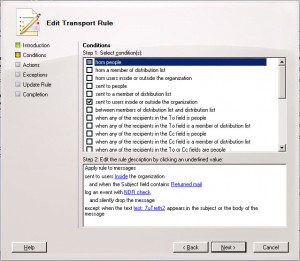 Edit Transport Rule
Introduction
Conditions
Actions
Exceptions
Update Rule
Completion
Conditions
Step 1: Select condition(s):
from people
from a member of distribution list
from users inside or outside the organization
sent to people
sent to a member of distribution list
sent to users inside or outside the organization
between members of distribution list and distribution list
when any of the recipients in the To field is people
when any of the recipients in the To field is a member of distribution list
when any of the recipients in the Cc field is people
when any of the recipients in the Cc field is a member of distribution list
when any of the recipients in the To or Cc fields are people
Step 2: Edit the rule description by clicking an underlined value:
Apply rule to messages
sent to users Inside the organization
and when the Subject field contains Returned mail
log an event with NDR check
and silently drop the message
except when the text test: appears in the subject or the body of the
message
Help
< Back
Next >
Cancel